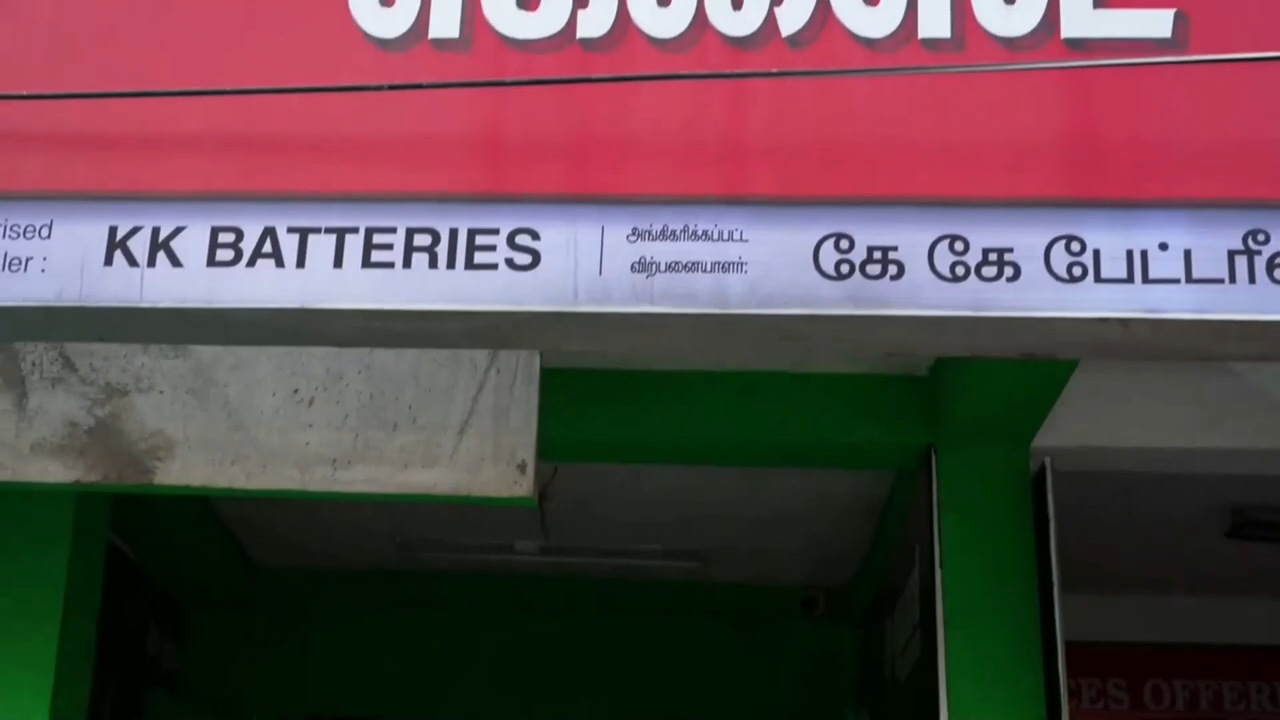 rised
ler :
KK BATTERIES
அங்கீகரிக்கப்பட்ட
விற்பனையாளர்:
கே கே பேட்டரீ
CES OFFER